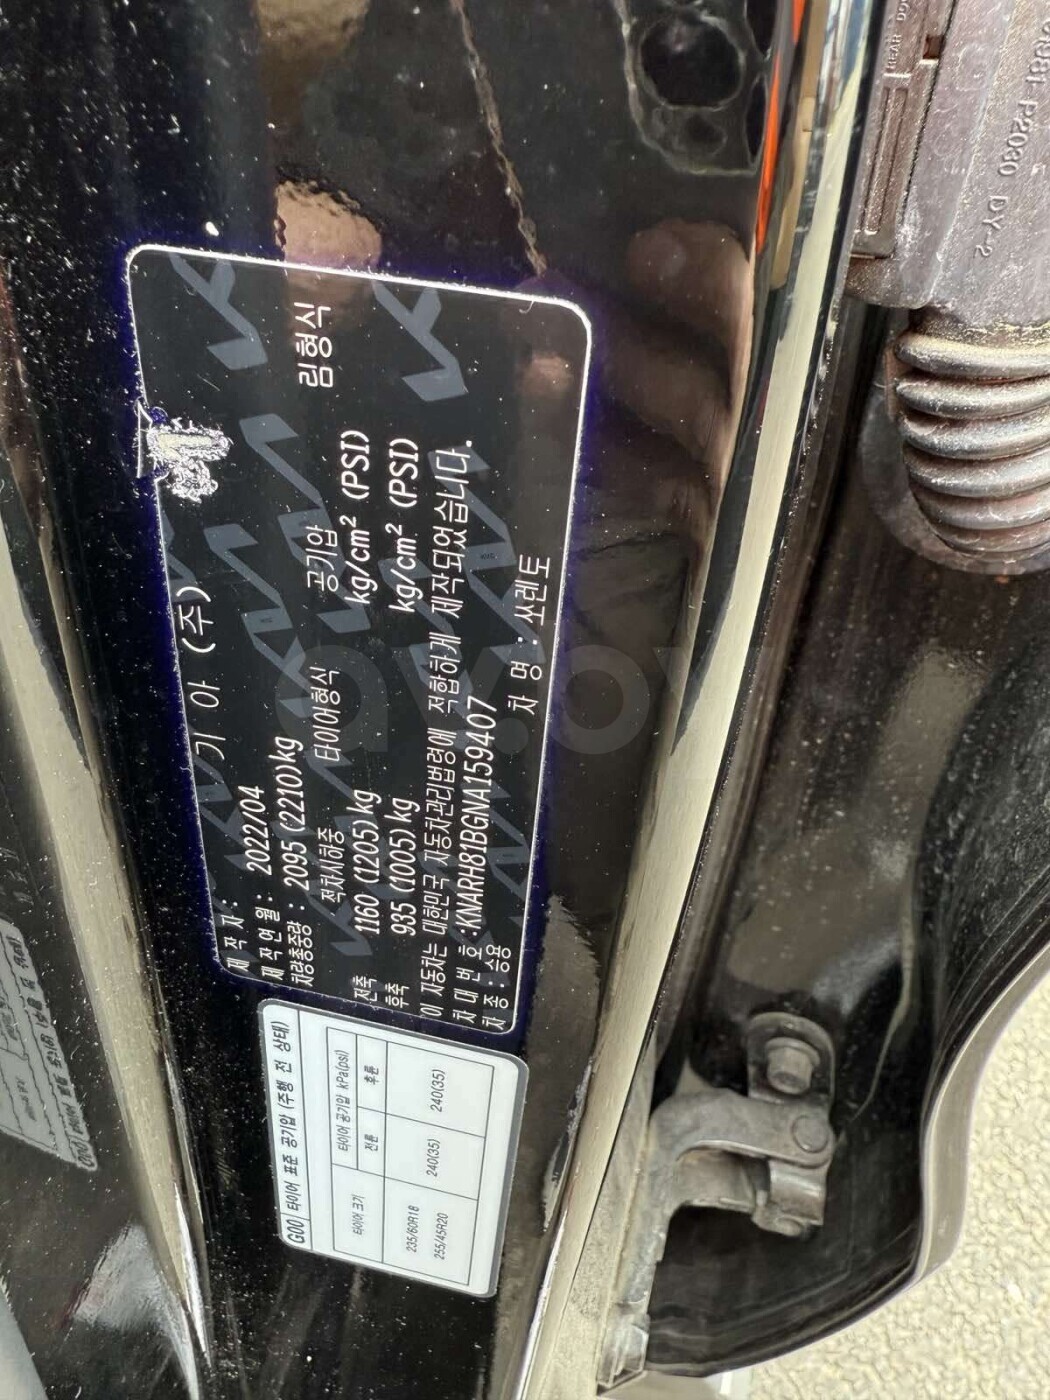 제 작 자 : 기 아 (주)
제 작 연 월 : 2022/04
차량총중량 : 2095 (2210)kg
적차시하중 타이어형식 공기압 림형식
전축 1160 (1205) kg kg/cm² (PSI)
후축 935 (1005) kg kg/cm² (PSI)
이 자동차는 대한민국 자동차관리법령에 적합하게 제작되었습니다.
차 대 번 호 :KNARH81BGNA159407
차 종 : 승용 차 명 : 쏘렌토
G00 타이어 표준 공기압 (주행 전 상태)
타이어 크기 타이어 공기압 kPa(psi)
전륜 후륜
235/60R18 240(35) 240(35)
255/45R20
P2030 DY-2
av.by